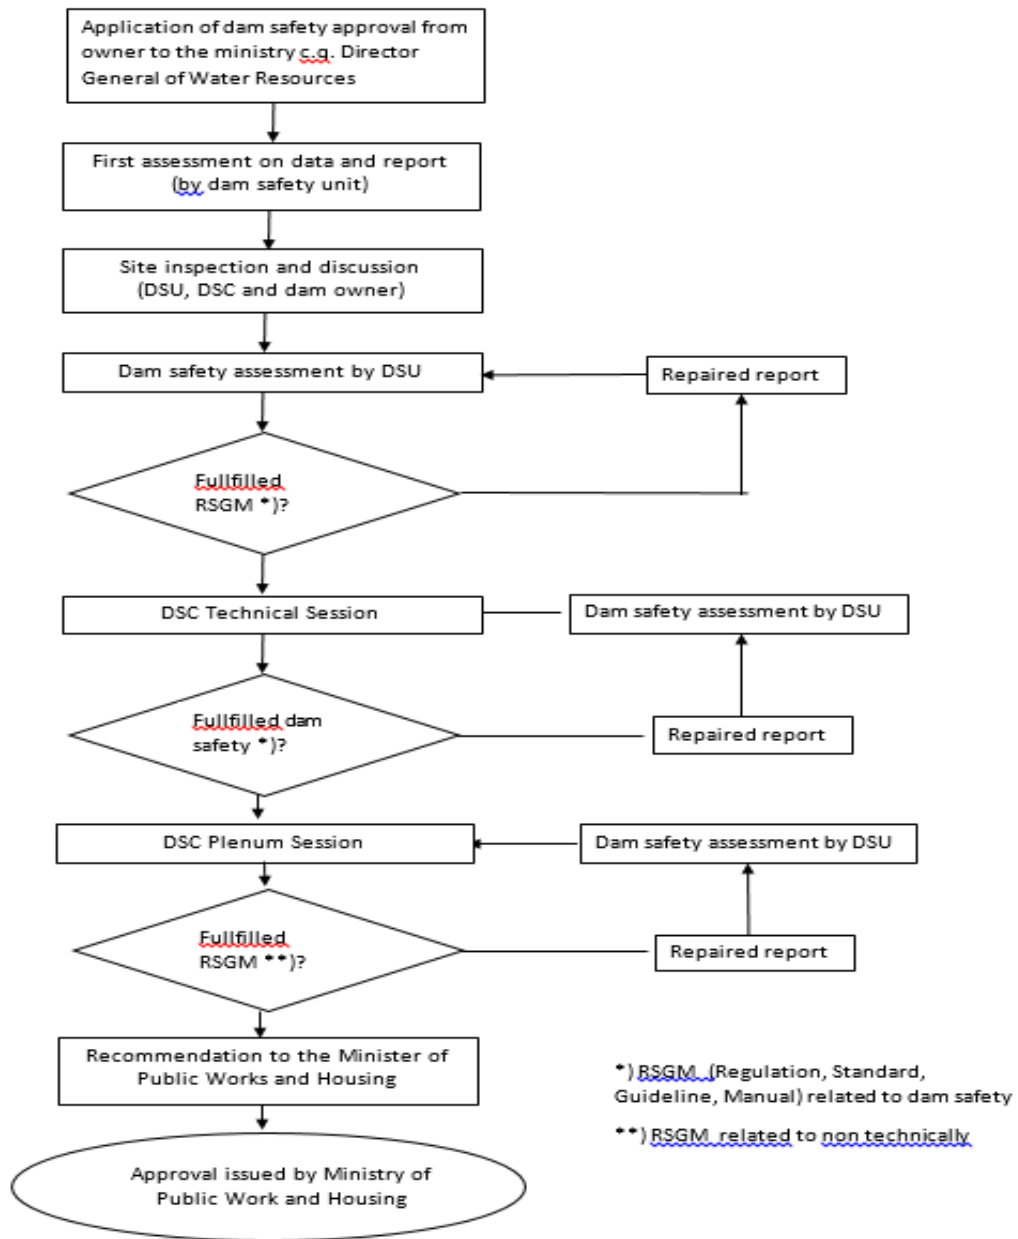 Application of dam safety approval from
owner to the ministry c.q. Director
General of Water Resources
First assessment on data and report
(by dam safety unit)
Site inspection and discussion
(DSU, DSC and dam owner)
Dam safety assessment by DSU
Repaired report
Fullfilled
RSGM *)?
DSC Technical Session
Dam safety assessment by DSU
Fullfilled dam
safety *)?
Repaired report
DSC Plenum Session
Dam safety assessment by DSU
Fullfilled
RSGM **)?
Repaired report
Recommendation to the Minister of
Public Works and Housing
*) RSGM (Regulation, Standard,
Guideline, Manual) related to dam safety
**) RSGM related to non technically
Approval issued by Ministry of
Public Work and Housing